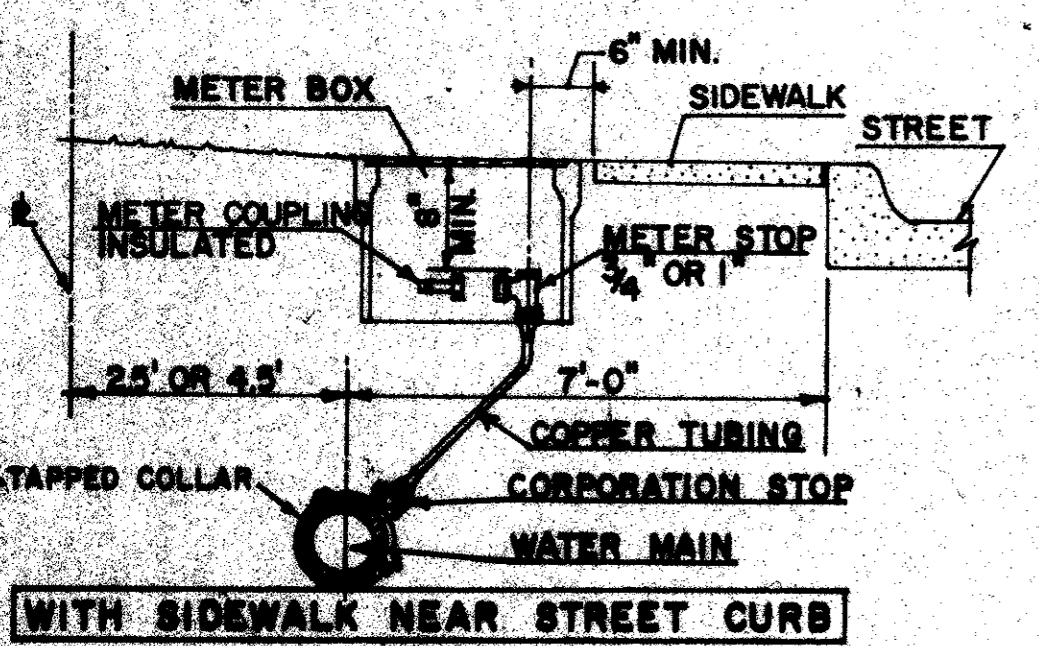 6" MIN.
METER BOX
SIDEWALK
STREET
8"
MIN.
METER COUPLING
INSULATED
METER STOP
3/4" OR 1"
2.5' OR 4.5'
7'-0"
COPPER TUBING
TAPPED COLLAR
CORPORATION STOP
WATER MAIN
WITH SIDEWALK NEAR STREET CURB